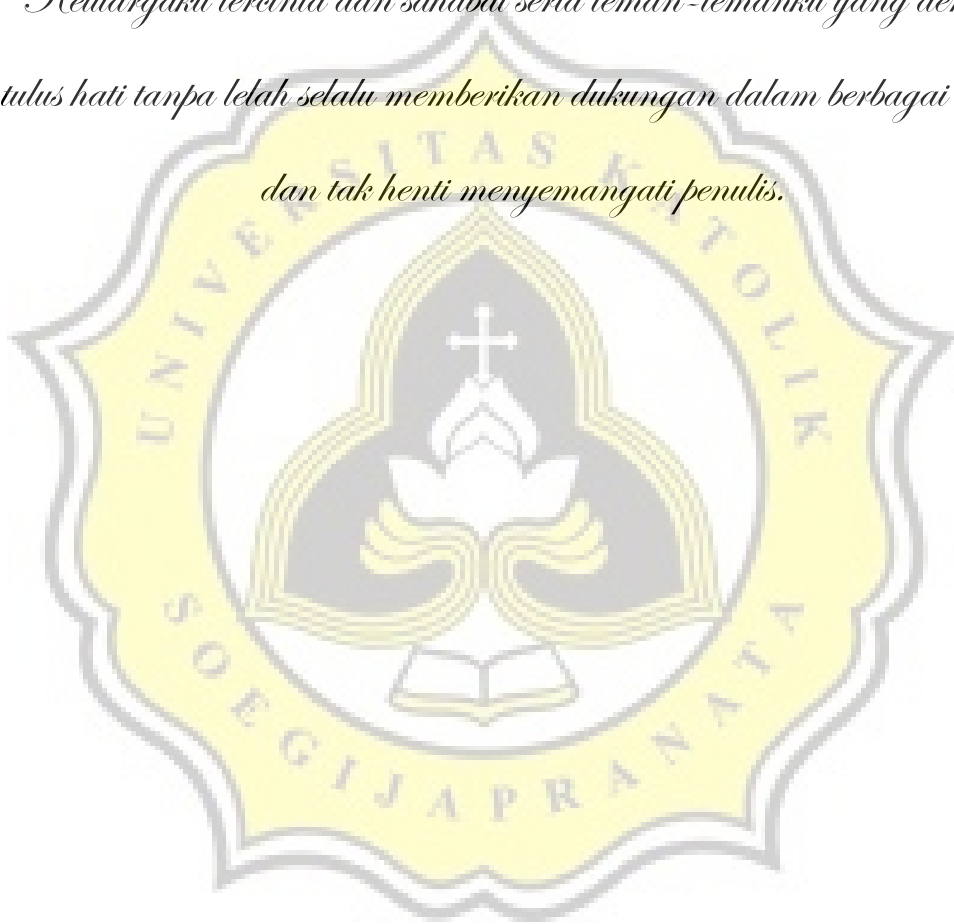 Keluargaku tercinta dan sahabat serta teman-temanku yang
tulus hati tanpa lelah selalu memberikan dukungan dalam berbagai
dan tak henti menyemangati penulis.
UNIVERSITAS KATOLIK
SOEGIJAPRANATA